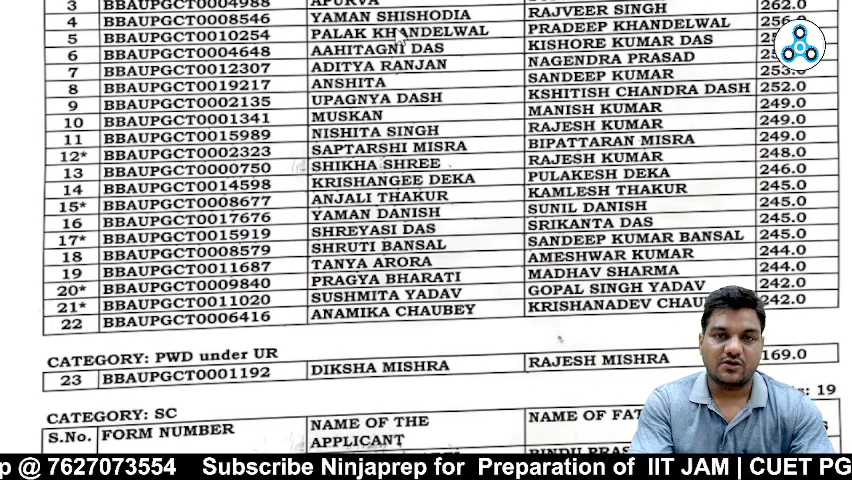 3 BBAUPGCT0004988 APURVA
4 BBAUPGCT0008546 YAMAN SHISHODIA RAJVEER SINGH 262.0
5 BBAUPGCT0010254 PALAK KHANDELWAL PRADEEP KHANDELWAL 256.0
6 BBAUPGCT0004648 AAHITAGNI DAS KISHORE KUMAR DAS
7 BBAUPGCT0012307 ADITYA RANJAN NAGENDRA PRASAD
8 BBAUPGCT0019217 ANSHITA SANDEEP KUMAR 253.0
9 BBAUPGCT0002135 UPAGNYA DASH KSHITISH CHANDRA DASH 252.0
10 BBAUPGCT0001341 MUSKAN MANISH KUMAR 249.0
11 BBAUPGCT0015989 NISHITA SINGH RAJESH KUMAR 249.0
12* BBAUPGCT0002323 SAPTARSHI MISRA BIPATTARAN MISRA 249.0
13 BBAUPGCT0000750 SHIKHA SHREE RAJESH KUMAR 248.0
14 BBAUPGCT0014598 KRISHANGEE DEKA PULAKESH DEKA 246.0
15* BBAUPGCT0008677 ANJALI THAKUR KAMLESH THAKUR 245.0
16 BBAUPGCT0017676 YAMAN DANISH SUNIL DANISH 245.0
17* BBAUPGCT0015919 SHREYASI DAS SRIKANTA DAS 245.0
18 BBAUPGCT0008579 SHRUTI BANSAL SANDEEP KUMAR BANSAL 245.0
19 BBAUPGCT0011687 TANYA ARORA AMESHWAR KUMAR 244.0
20* BBAUPGCT0009840 PRAGYA BHARATI MADHAV SHARMA 244.0
21* BBAUPGCT0011020 SUSHMITA YADAV GOPAL SINGH YADAV 242.0
22 BBAUPGCT0006416 ANAMIKA CHAUBEY KRISHANADEV CHAU 242.0
CATEGORY: PWD under UR
23 BBAUPGCT0001192 DIKSHA MISHRA RAJESH MISHRA 169.0
CATEGORY: SC : 19
S.No. FORM NUMBER NAME OF THE APPLICANT NAME OF FAT
BINDU
p @ 7627073554 Subscribe Ninjaprep for Preparation of IIT JAM | CUET PG